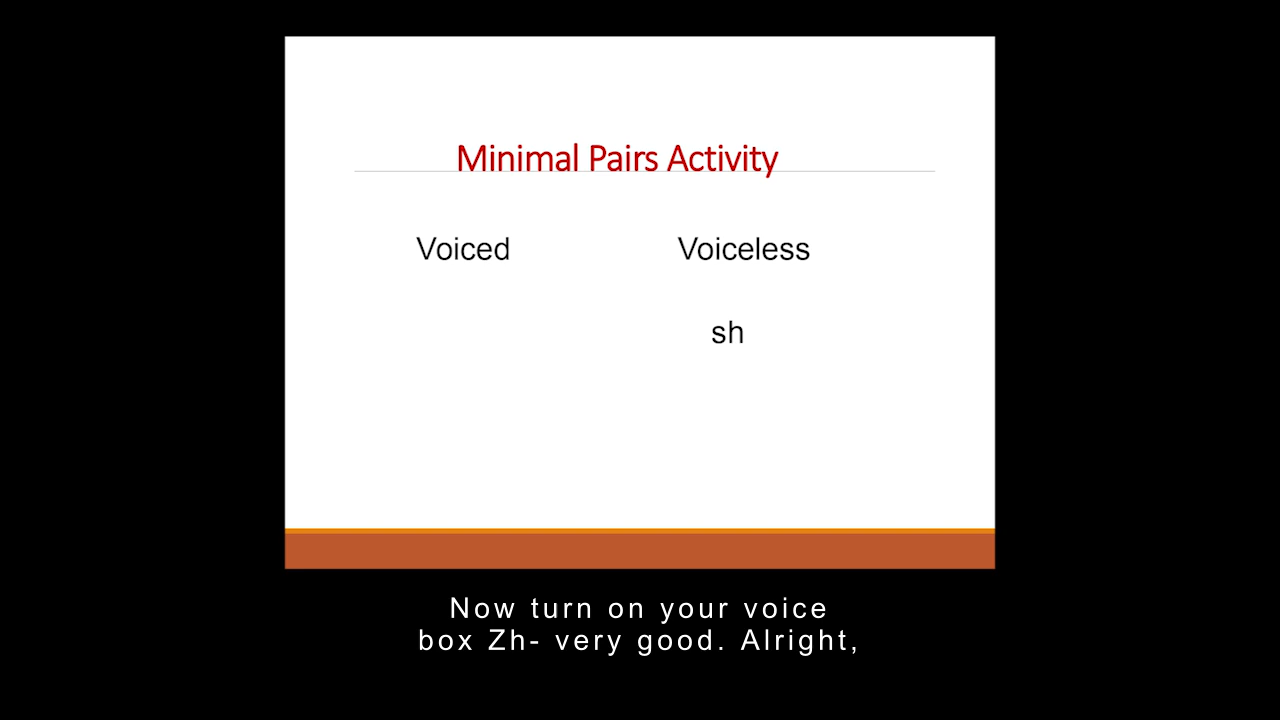 Minimal Pairs Activity
Voiced Voiceless
sh
Now turn on your voice
box Zh- very good. Alright,